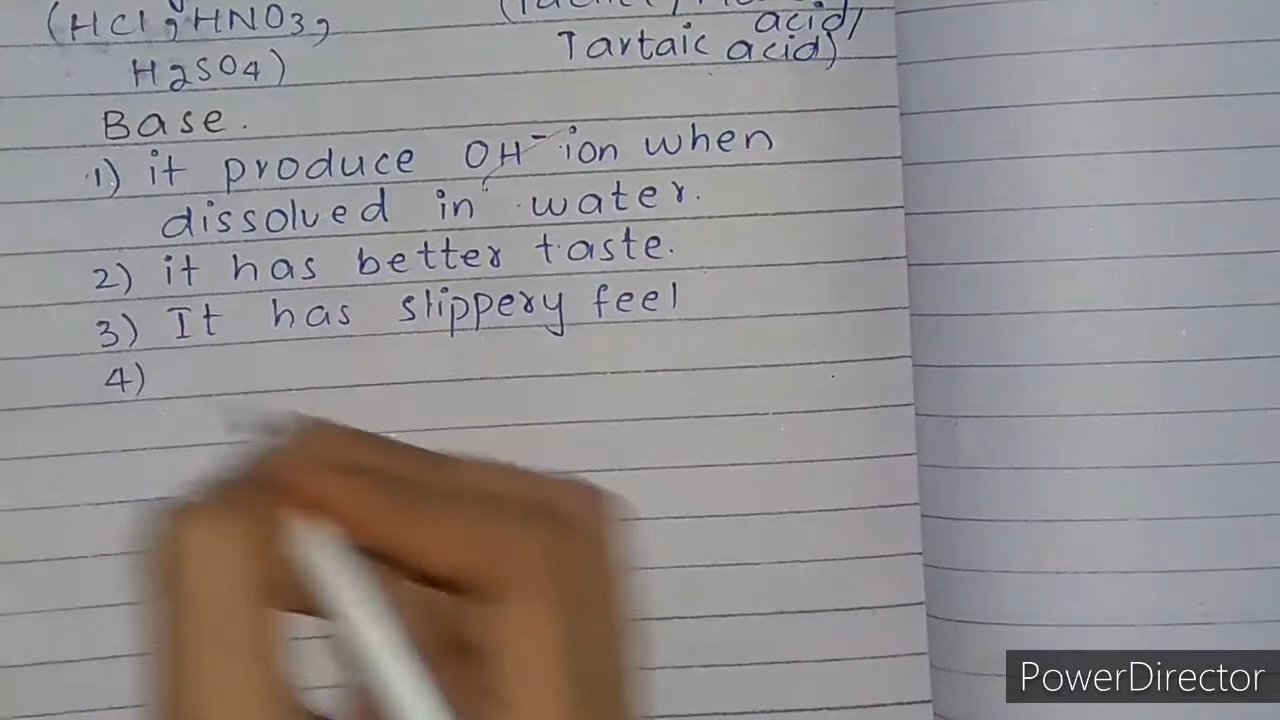 (HCl, HNO3,
H2SO4)
acid,
Tartaic acid)
Base.
1) it produce OH⁻ ion when
dissolved in water.
2) it has better taste.
3) It has slippery feel
4)
PowerDirector